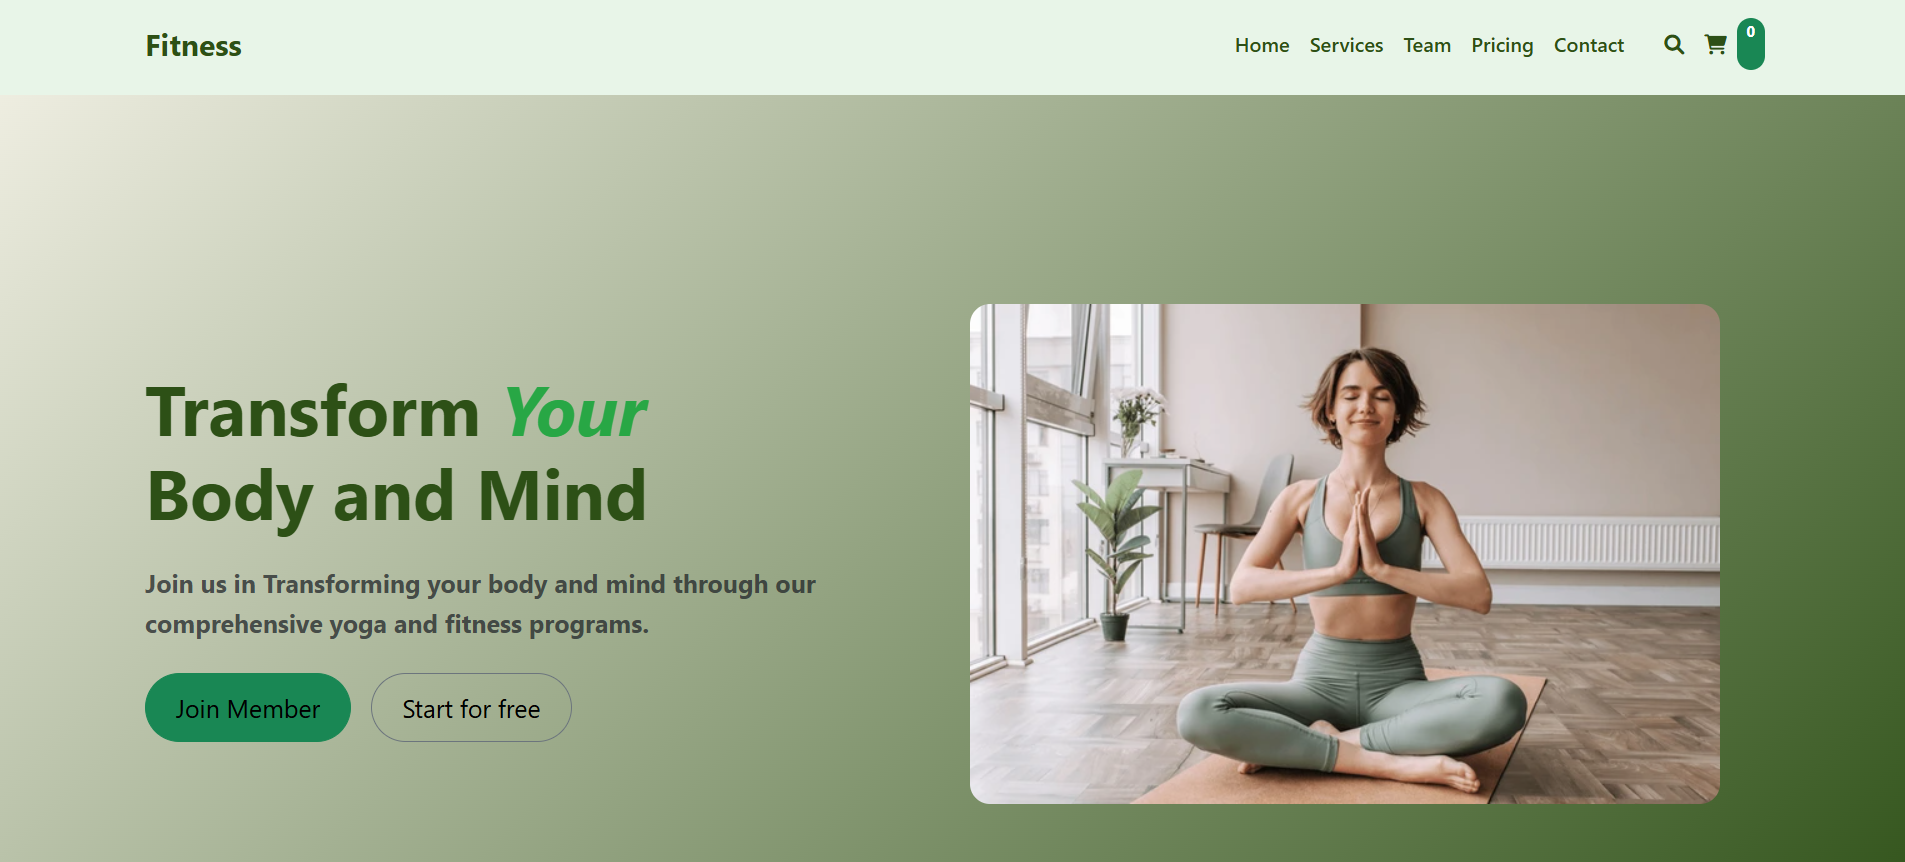 Fitness
Home Services Team Pricing Contact 0
Transform Your
Body and Mind
Join us in Transforming your body and mind through our
comprehensive yoga and fitness programs.
Join Member Start for free